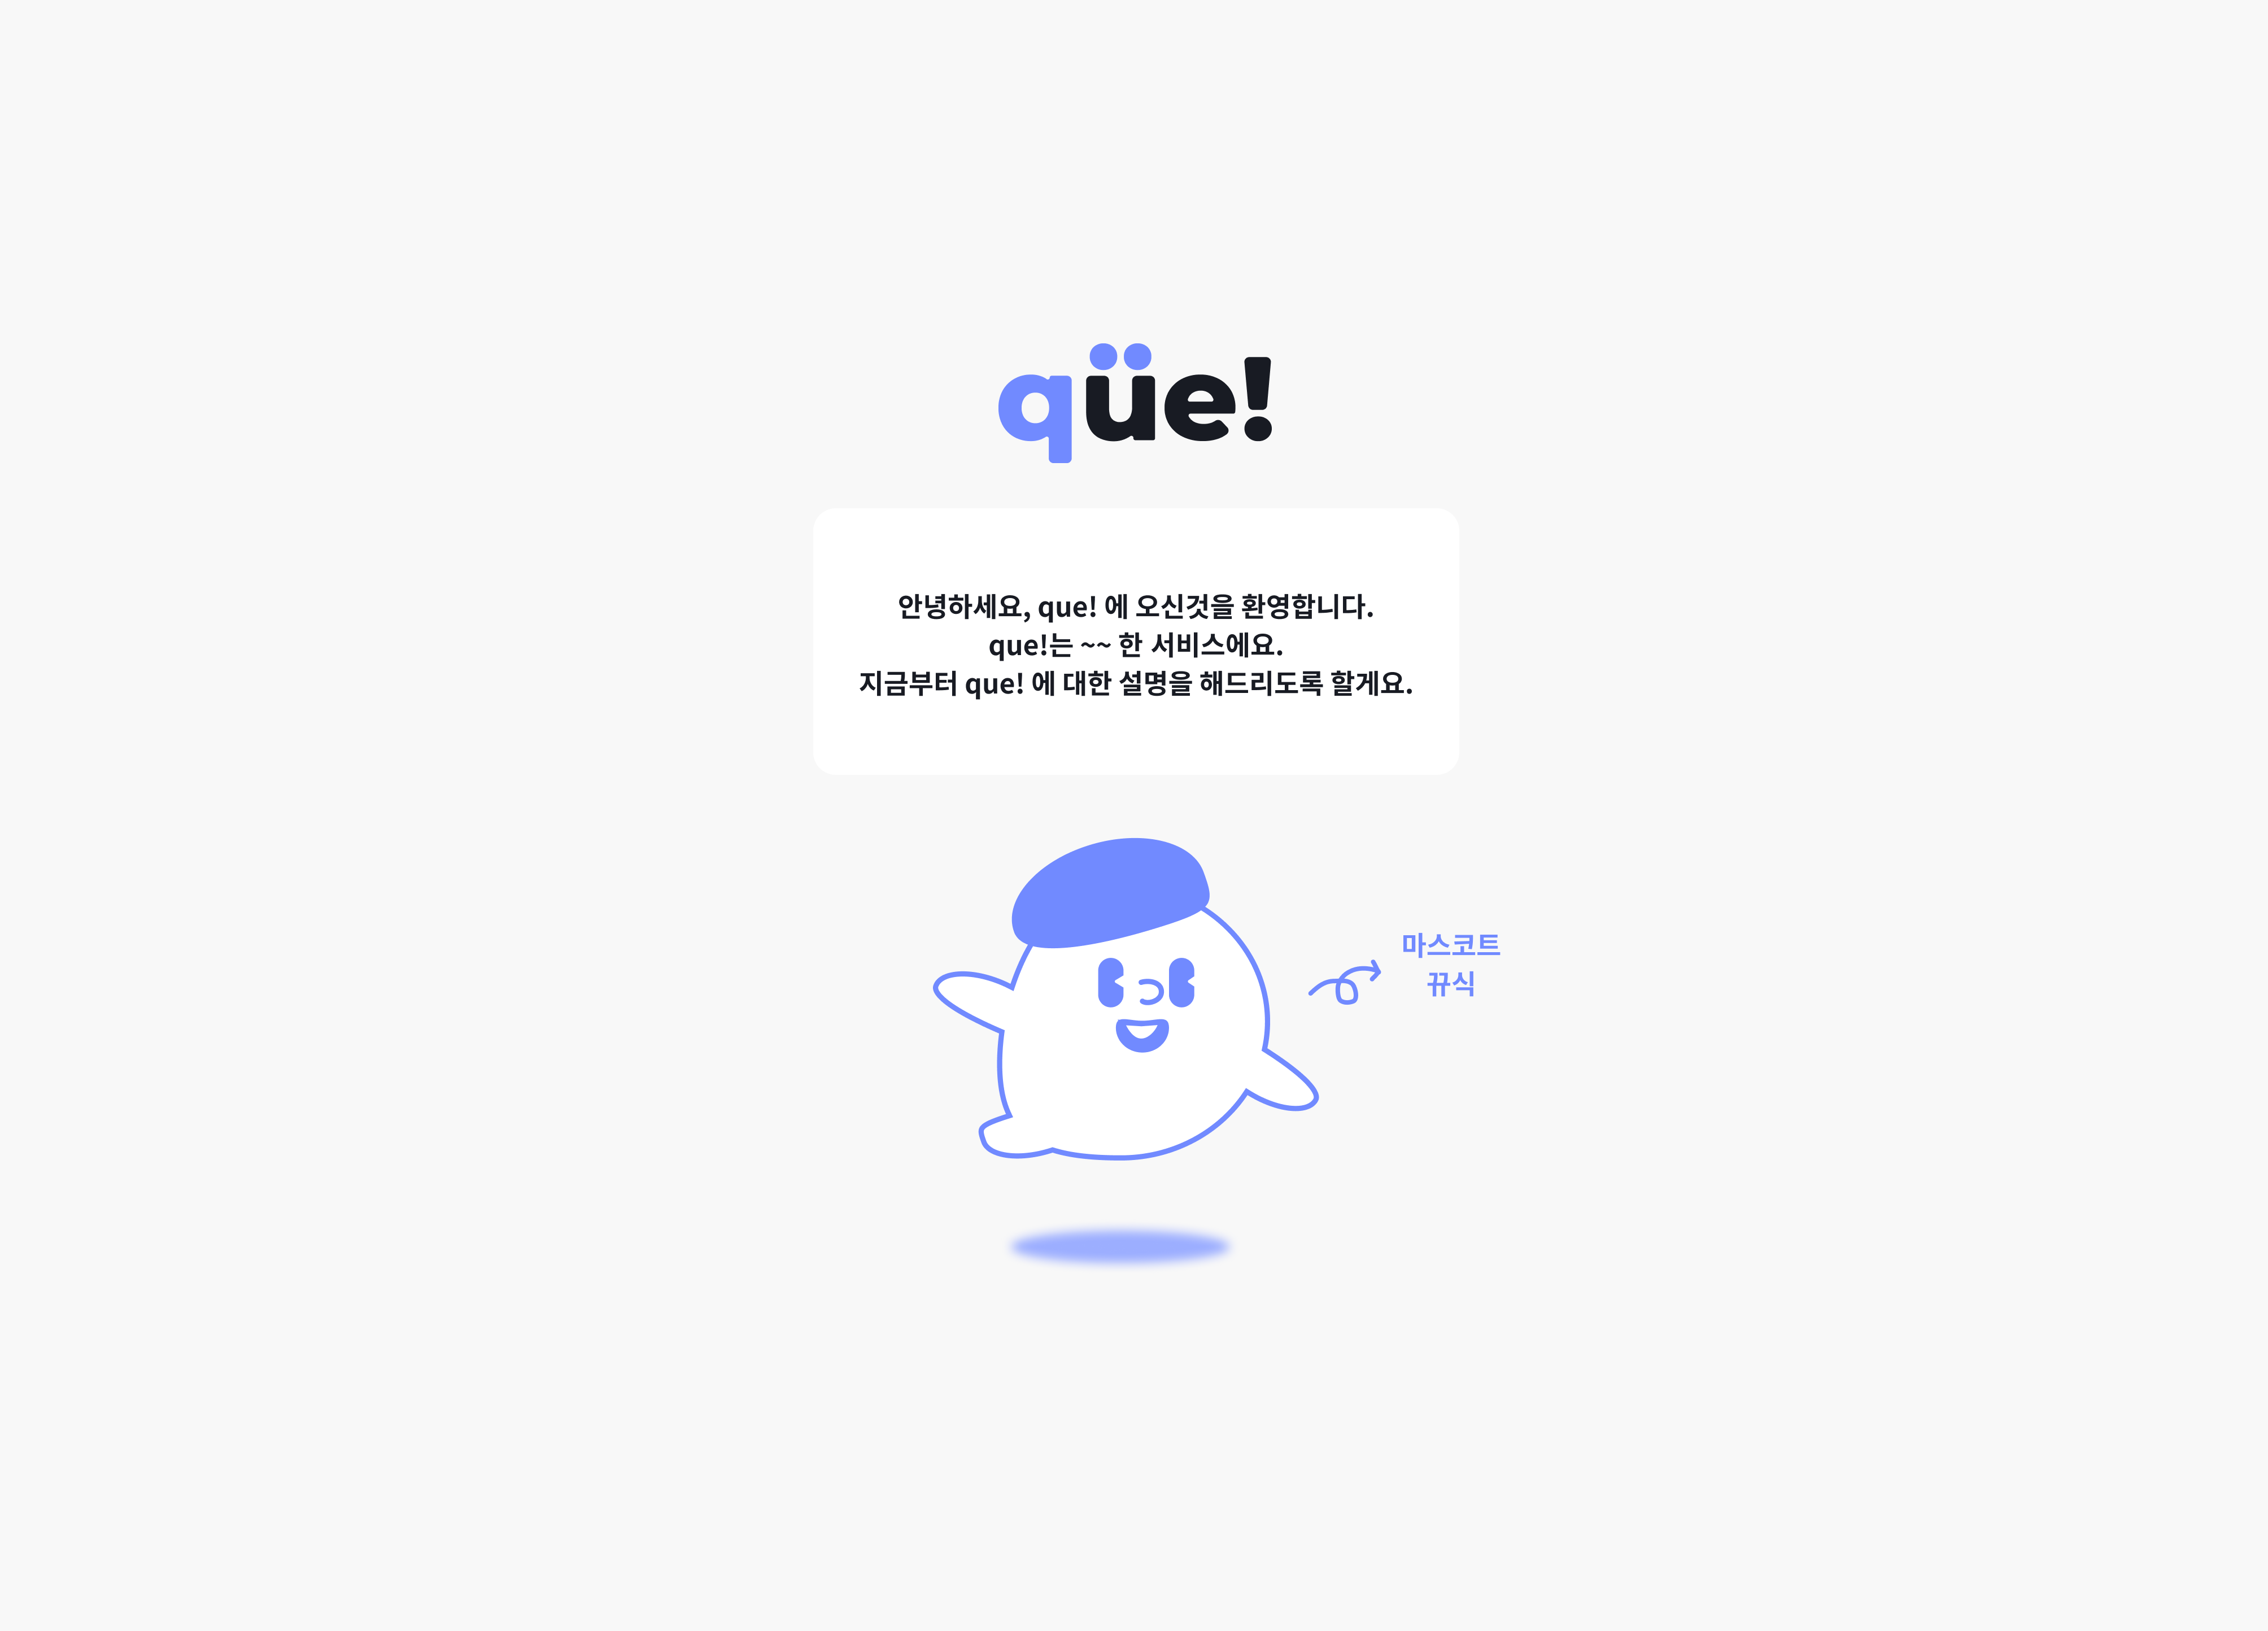 qüe!
안녕하세요, que! 에 오신것을 환영합니다.
que!는 ~~ 한 서비스에요.
지금부터 que! 에 대한 설명을 해드리도록 할게요.
마스코트
뀨식